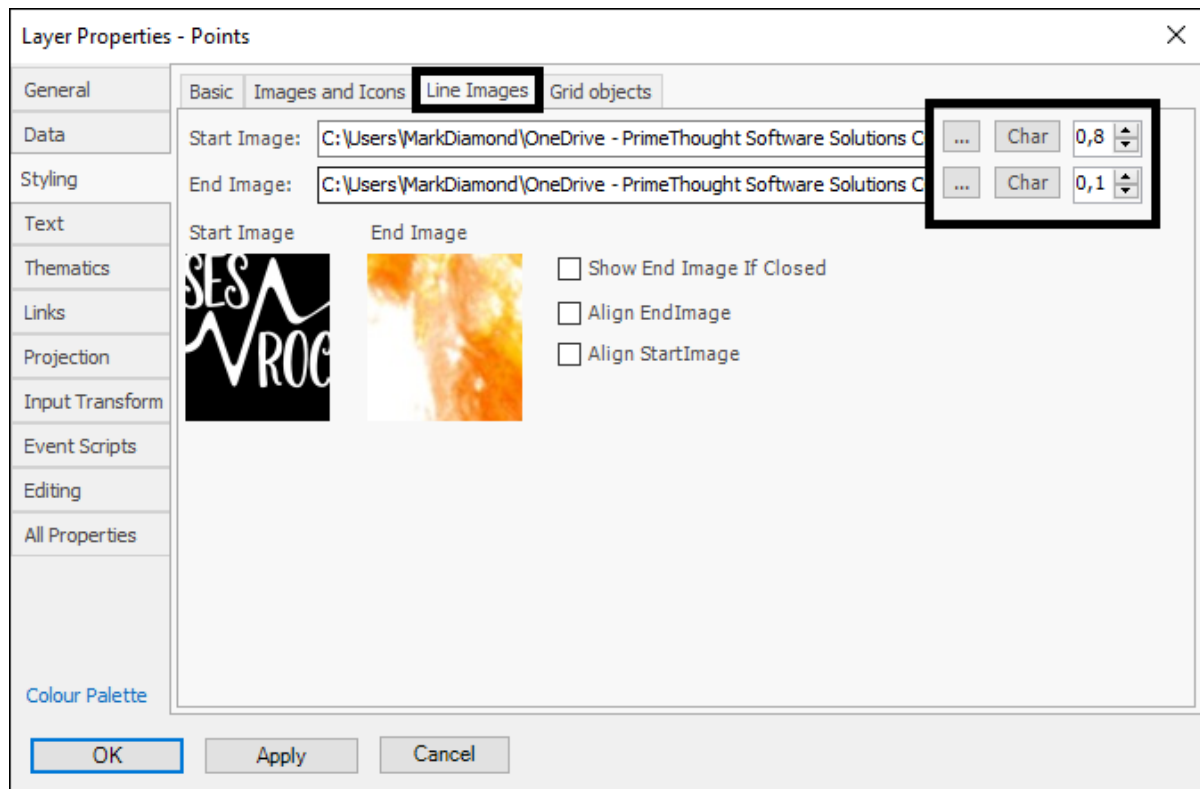 Layer Properties - Points
General
Data
Styling
Text
Thematics
Links
Projection
Input Transform
Event Scripts
Editing
All Properties
Colour Palette
Basic Images and Icons Line Images Grid objects
Start Image: C:\Users\MarkDiamond\OneDrive - PrimeThought Software Solutions C ... Char 0,8
End Image: C:\Users\MarkDiamond\OneDrive - PrimeThought Software Solutions C ... Char 0,1
Start Image End Image
SES
ROC
Show End Image If Closed
Align EndImage
Align StartImage
OK Apply Cancel